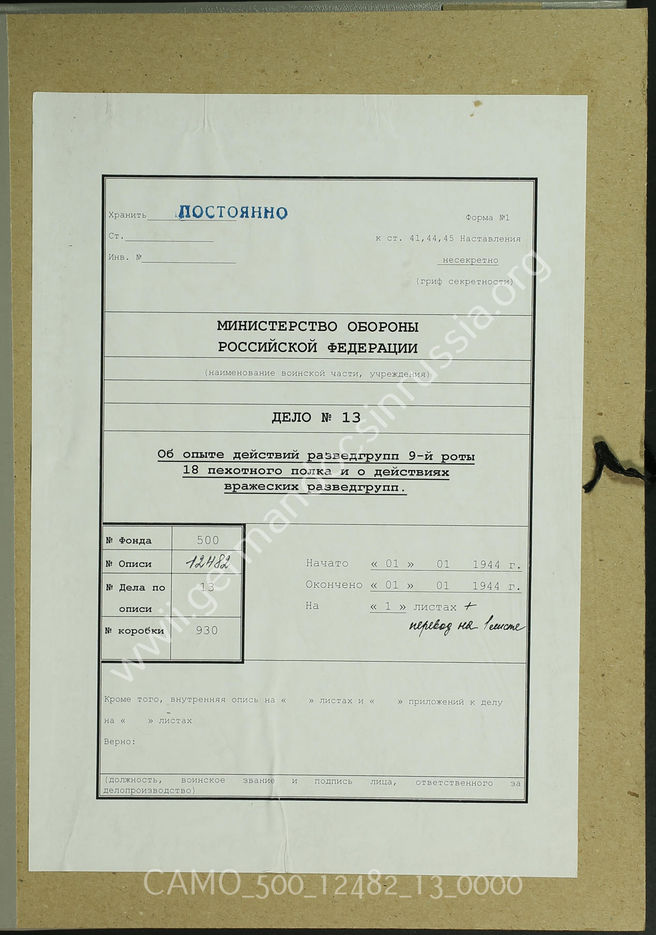 Хранить ПОСТОЯННО
Форма №1
Ст.
к ст. 41,44,45 Наставления
Инв. №
несекретно
(гриф секретности)
МИНИСТЕРСТВО ОБОРОНЫ
РОССИЙСКОЙ ФЕДЕРАЦИИ
(наименование воинской части, учреждения)
ДЕЛО № 13
Об опыте действий разведгрупп 9-й роты
18 пехотного полка и о действиях
вражеских разведгрупп.
№ Фонда 500
№ Описи 12482
№ Дела по описи 13
№ коробки 930
Начато « 01 » 01 1944 г.
Окончено « 01 » 01 1944 г.
На « 1 » листах +
перевод на 1 листе
Кроме того, внутренняя опись на « » листах и « » приложений к делу
на « » листах
Верно:
(должность, воинское звание и подпись лица, ответственного за
делопроизводство)
www.germandocsinrussia.org
CAMO_500_12482_13_0000